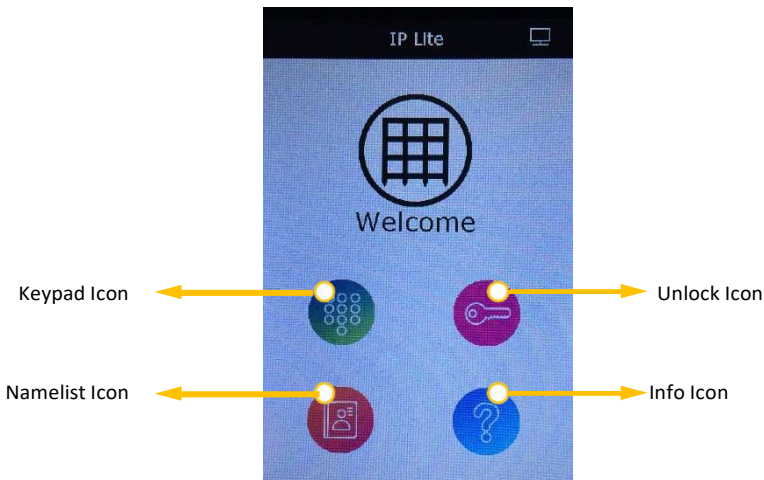 IP Lite
Welcome
Keypad Icon
Unlock Icon
Namelist Icon
Info Icon